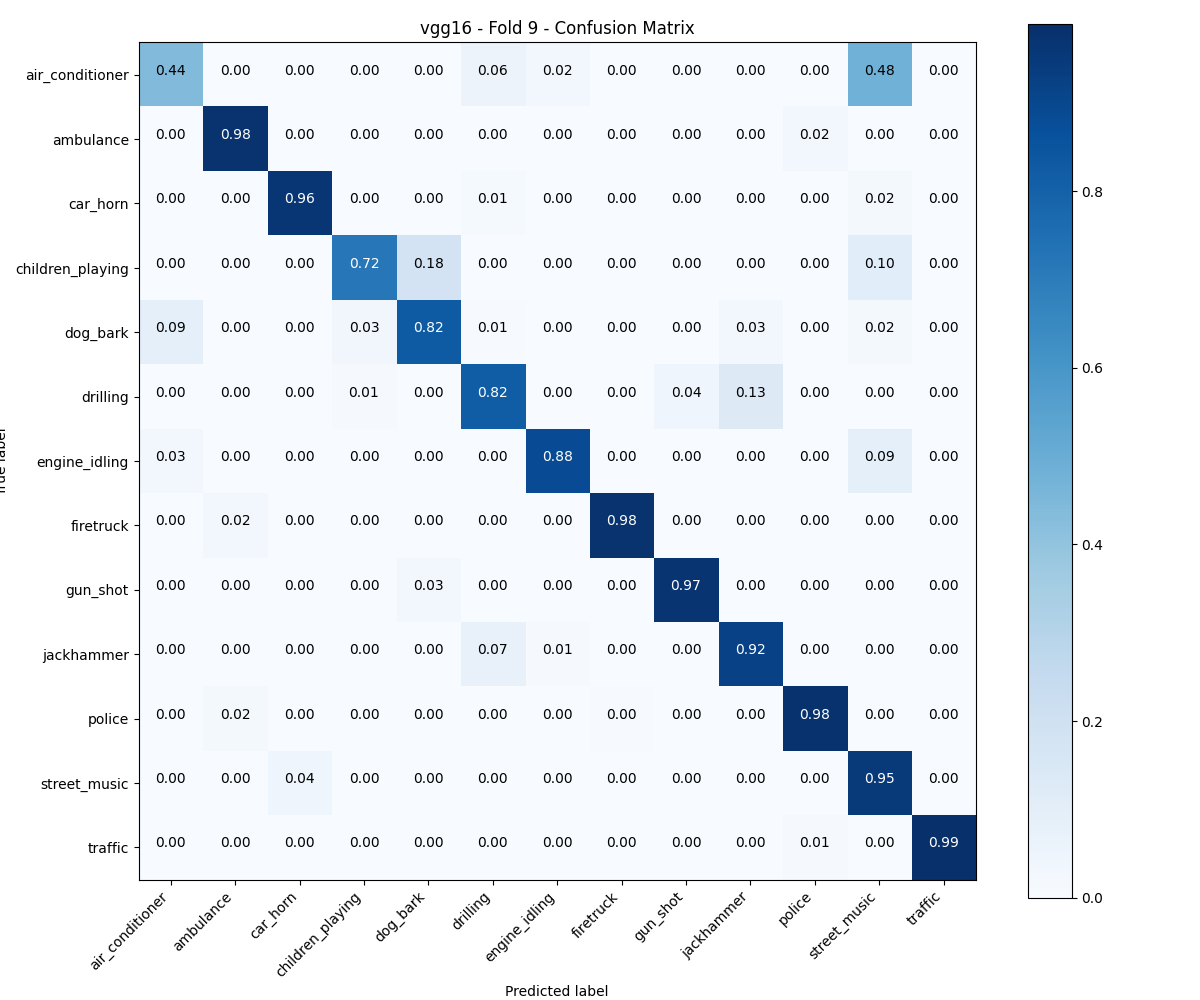 vgg16 - Fold 9 - Confusion Matrix
air_conditioner 0.44 0.00 0.00 0.00 0.00 0.06 0.02 0.00 0.00 0.00 0.00 0.48 0.00
ambulance 0.00 0.98 0.00 0.00 0.00 0.00 0.00 0.00 0.00 0.00 0.02 0.00 0.00
car_horn 0.00 0.00 0.96 0.00 0.00 0.01 0.00 0.00 0.00 0.00 0.00 0.02 0.00
children_playing 0.00 0.00 0.00 0.72 0.18 0.00 0.00 0.00 0.00 0.00 0.00 0.10 0.00
dog_bark 0.09 0.00 0.00 0.03 0.82 0.01 0.00 0.00 0.00 0.03 0.00 0.02 0.00
drilling 0.00 0.00 0.00 0.01 0.00 0.82 0.00 0.00 0.04 0.13 0.00 0.00 0.00
engine_idling 0.03 0.00 0.00 0.00 0.00 0.00 0.88 0.00 0.00 0.00 0.00 0.09 0.00
firetruck 0.00 0.02 0.00 0.00 0.00 0.00 0.00 0.98 0.00 0.00 0.00 0.00 0.00
gun_shot 0.00 0.00 0.00 0.00 0.03 0.00 0.00 0.00 0.97 0.00 0.00 0.00 0.00
jackhammer 0.00 0.00 0.00 0.00 0.00 0.07 0.01 0.00 0.00 0.92 0.00 0.00 0.00
police 0.00 0.02 0.00 0.00 0.00 0.00 0.00 0.00 0.00 0.00 0.98 0.00 0.00
street_music 0.00 0.00 0.04 0.00 0.00 0.00 0.00 0.00 0.00 0.00 0.00 0.95 0.00
traffic 0.00 0.00 0.00 0.00 0.00 0.00 0.00 0.00 0.00 0.00 0.01 0.00 0.99
air_conditioner ambulance car_horn children_playing dog_bark drilling engine_idling firetruck gun_shot jackhammer police street_music traffic
Predicted label
0.8
0.6
0.4
0.2
0.0